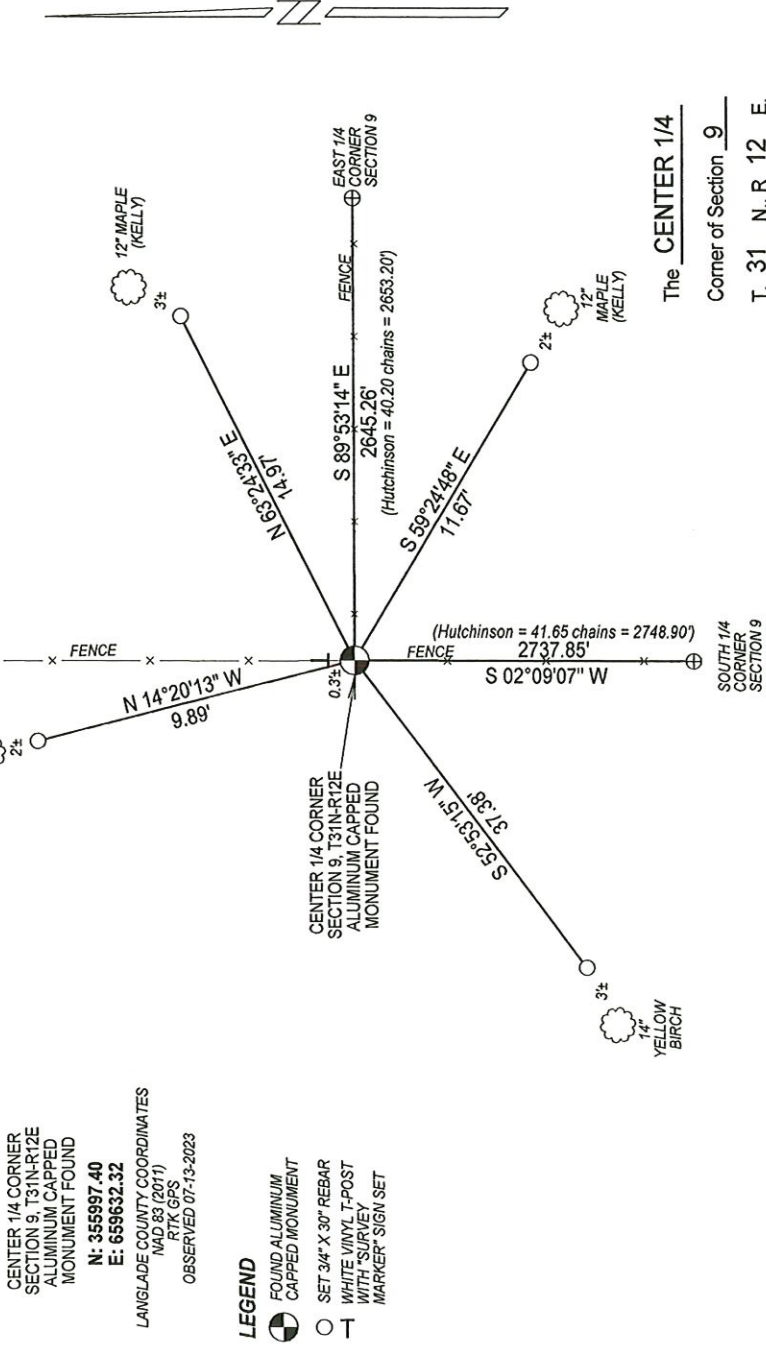 CENTER 1/4 CORNER
SECTION 9, T31N-R12E
ALUMINUM CAPPED
MONUMENT FOUND
N: 355997.40
E: 659632.32
LANGLADE COUNTY COORDINATES
NAD 83 (2011)
RTK GPS
OBSERVED 07-13-2023
LEGEND
FOUND ALUMINUM
CAPPED MONUMENT
SET 3/4" X 30" REBAR
WHITE VINYL T-POST
WITH "SURVEY
MARKER" SIGN SET
2'±
N 14°20'13" W
9.89'
FENCE
12" MAPLE
(KELLY)
3'±
N 63°24'33" E
14.97'
CENTER 1/4 CORNER
SECTION 9, T31N-R12E
ALUMINUM CAPPED
MONUMENT FOUND
0.3'±
S 89°53'14" E
2645.26'
(Hutchinson = 40.20 chains = 2653.20')
FENCE
EAST 1/4
CORNER
SECTION 9
S 59°24'48" E
11.67'
2'±
12"
MAPLE
(KELLY)
FENCE
(Hutchinson = 41.65 chains = 2748.90')
2737.85'
S 02°09'07" W
SOUTH 1/4
CORNER
SECTION 9
S 52°53'15" W
37.38'
3'±
14"
YELLOW
BIRCH
N
The CENTER 1/4
Corner of Section 9
T. 31 N., R. 12 E.